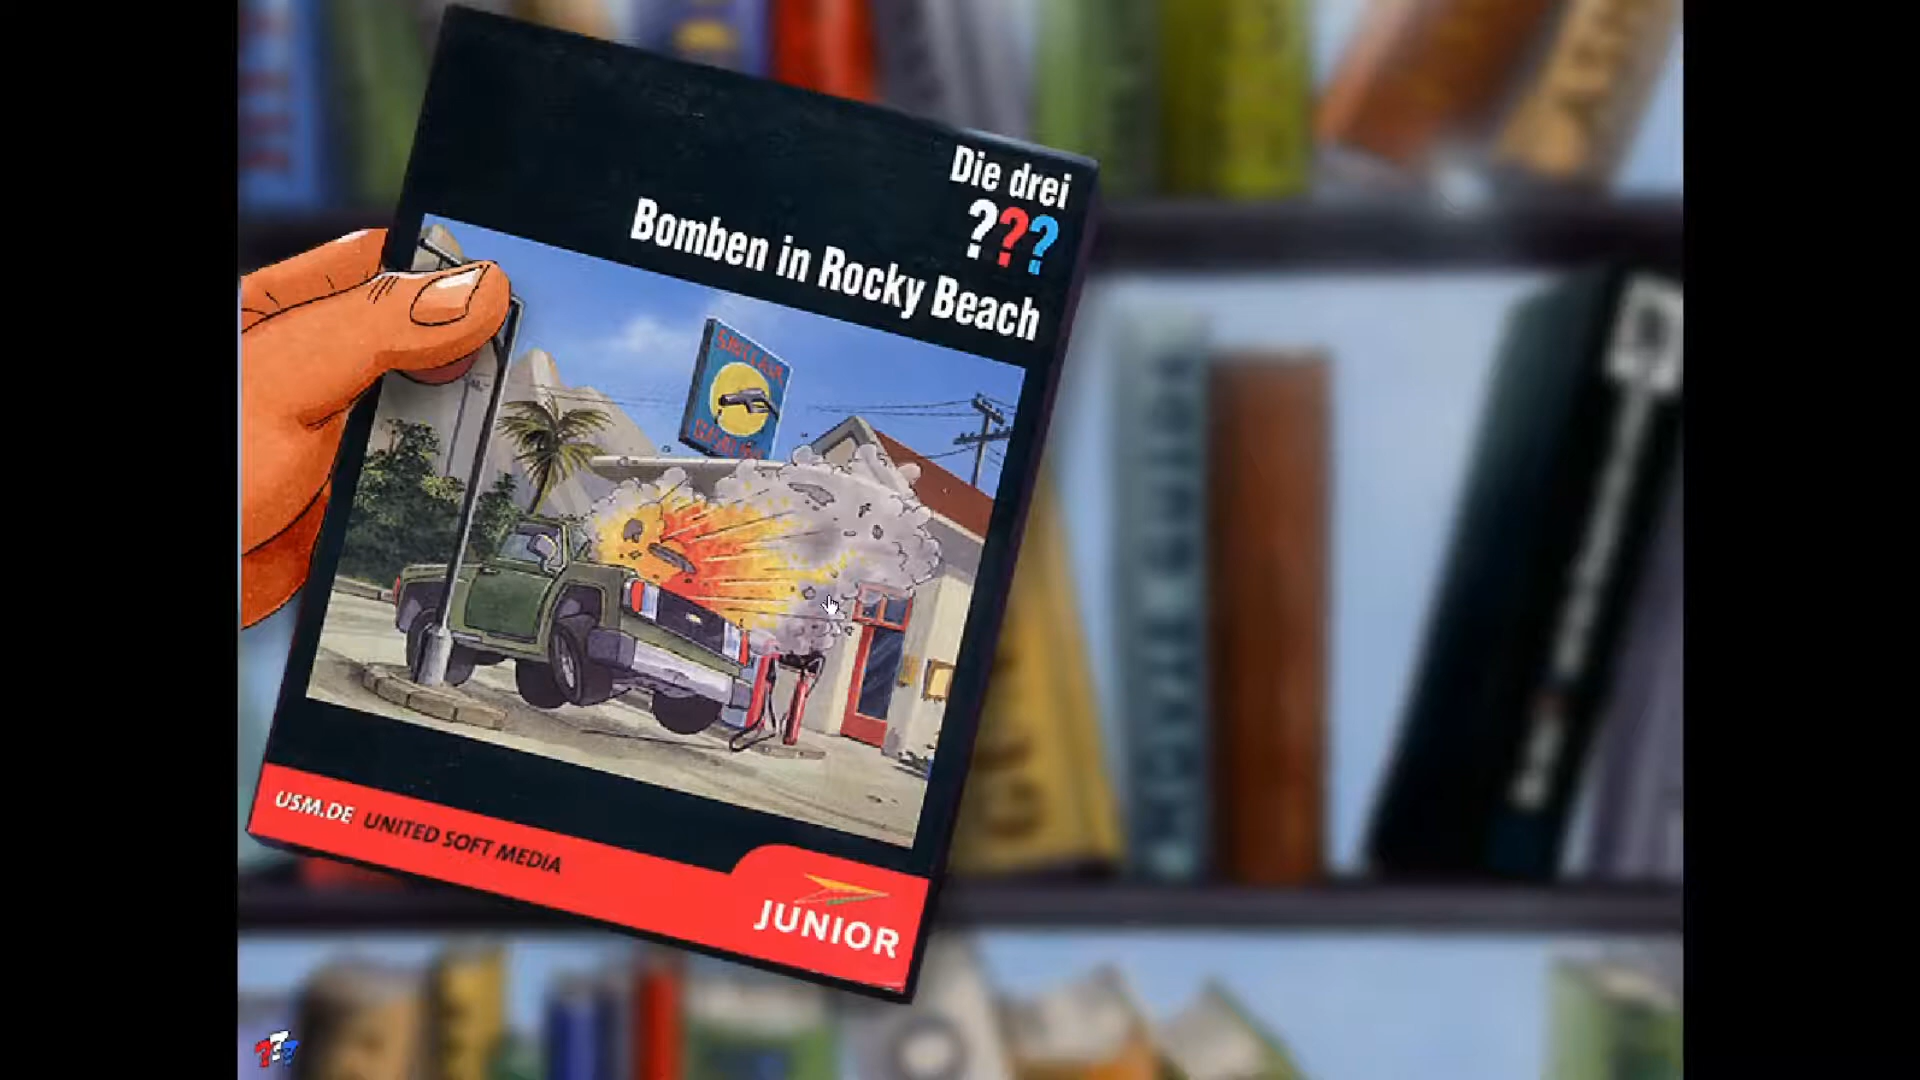 Die drei
???
Bomben in Rocky Beach
USM.DE UNITED SOFT MEDIA
JUNIOR
???